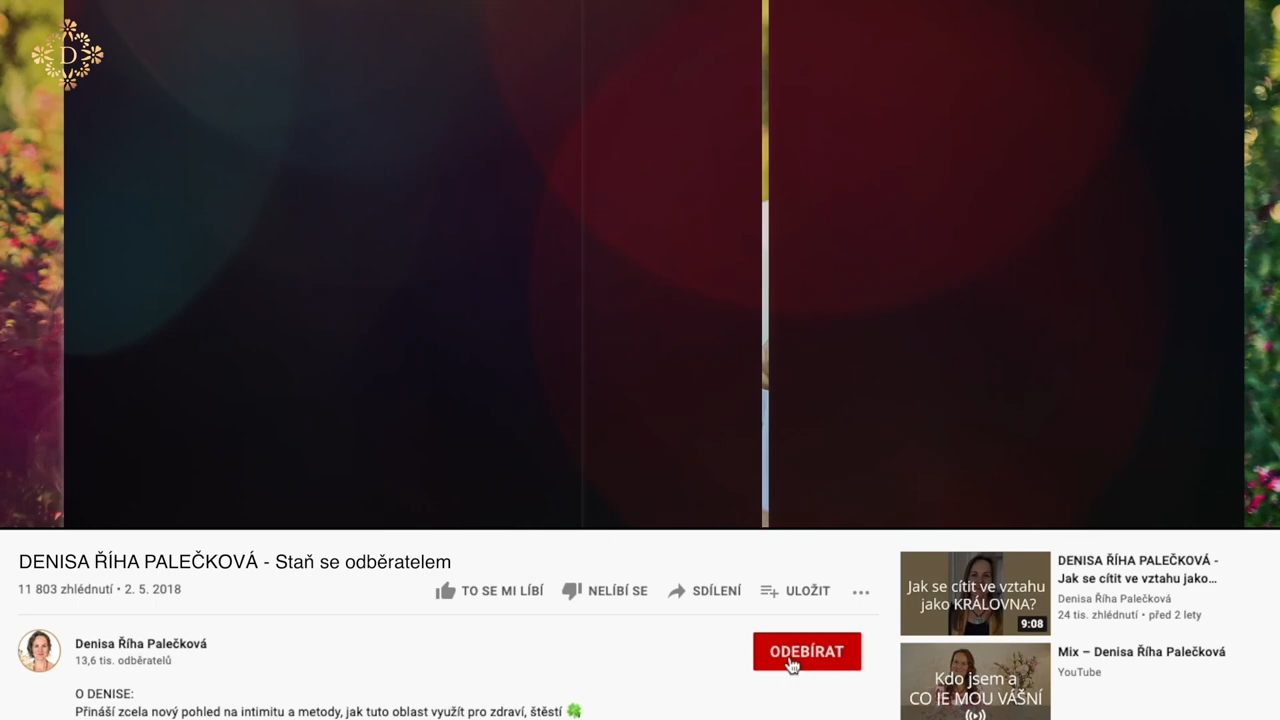 D
DENISA ŘÍHA PALEČKOVÁ - Staň se odběratelem
11 803 zhlédnutí • 2. 5. 2018
TO SE MI LÍBÍ
NELÍBÍ SE
SDÍLENÍ
ULOŽIT
Denisa Říha Palečková
13,6 tis. odběratelů
ODEBÍRAT
O DENISE:
Přináší zcela nový pohled na intimitu a metody, jak tuto oblast využít pro zdraví, štěstí 🍀
Jak se cítit ve vztahu
jako KRÁLOVNA?
9:08
DENISA ŘÍHA PALEČKOVÁ -
Jak se cítit ve vztahu jako...
Denisa Říha Palečková
24 tis. zhlédnutí • před 2 lety
Kdo jsem a
CO JE MOU VÁŠNÍ
Mix – Denisa Říha Palečková
YouTube